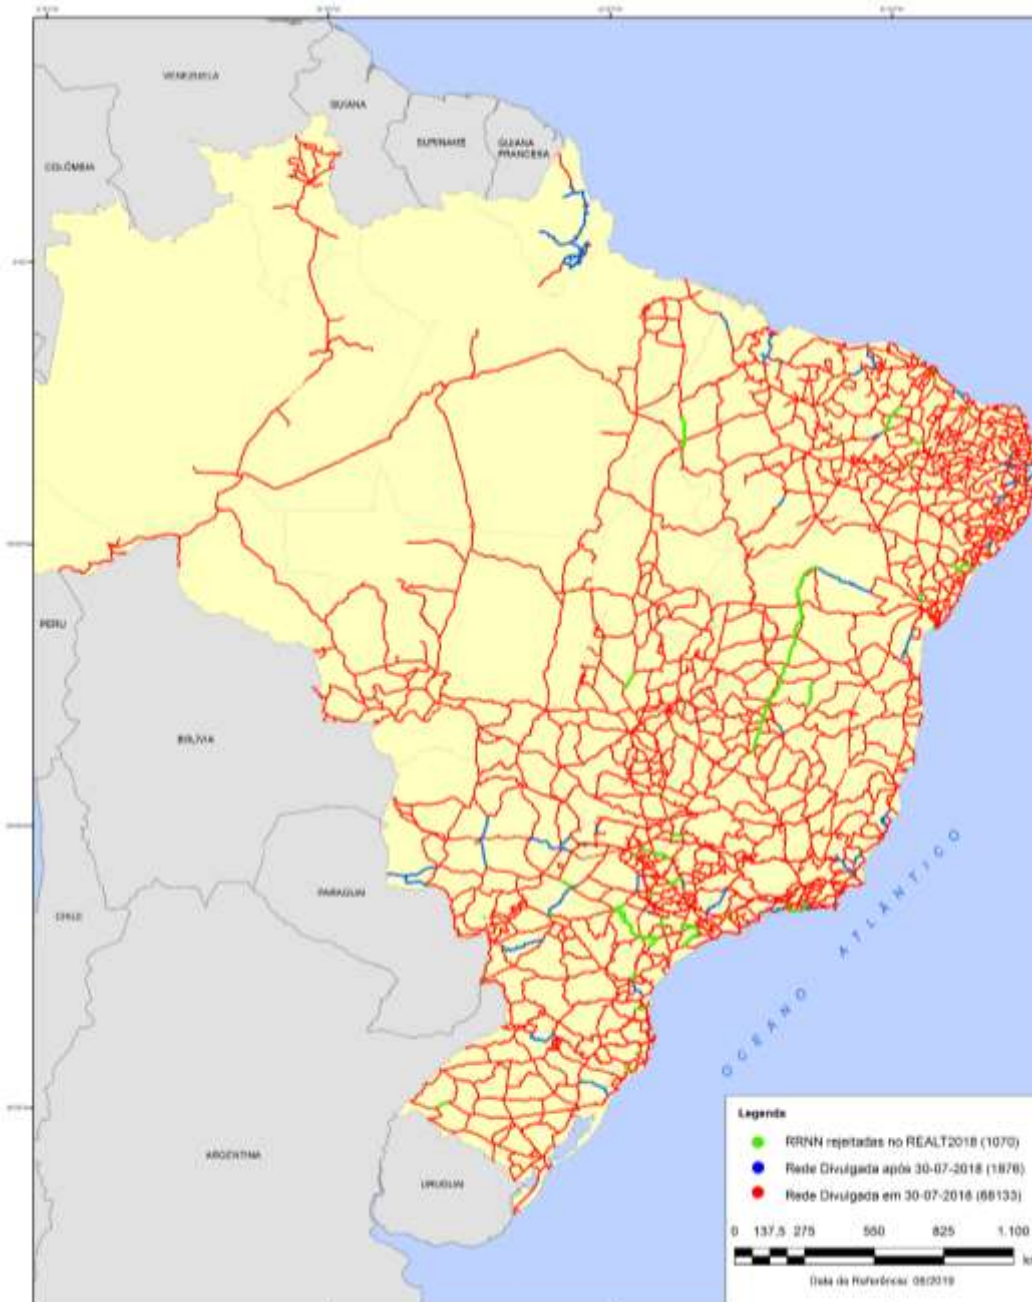 VENEZUELA
GUIANA
SURINAME
GUIANA
FRANCESA
COLÔMBIA
PERU
BOLÍVIA
PARAGUAI
CHILE
OCEANO ATLÂNTICO
ARGENTINA
URUGUAI
Legenda
RRNN rejeitadas no REALT2018 (1070)
Rede Divulgada após 30-07-2018 (1876)
Rede Divulgada em 30-07-2018 (68133)
0 137,5 275 550 825 1.100
Data de Referência: 08/2019